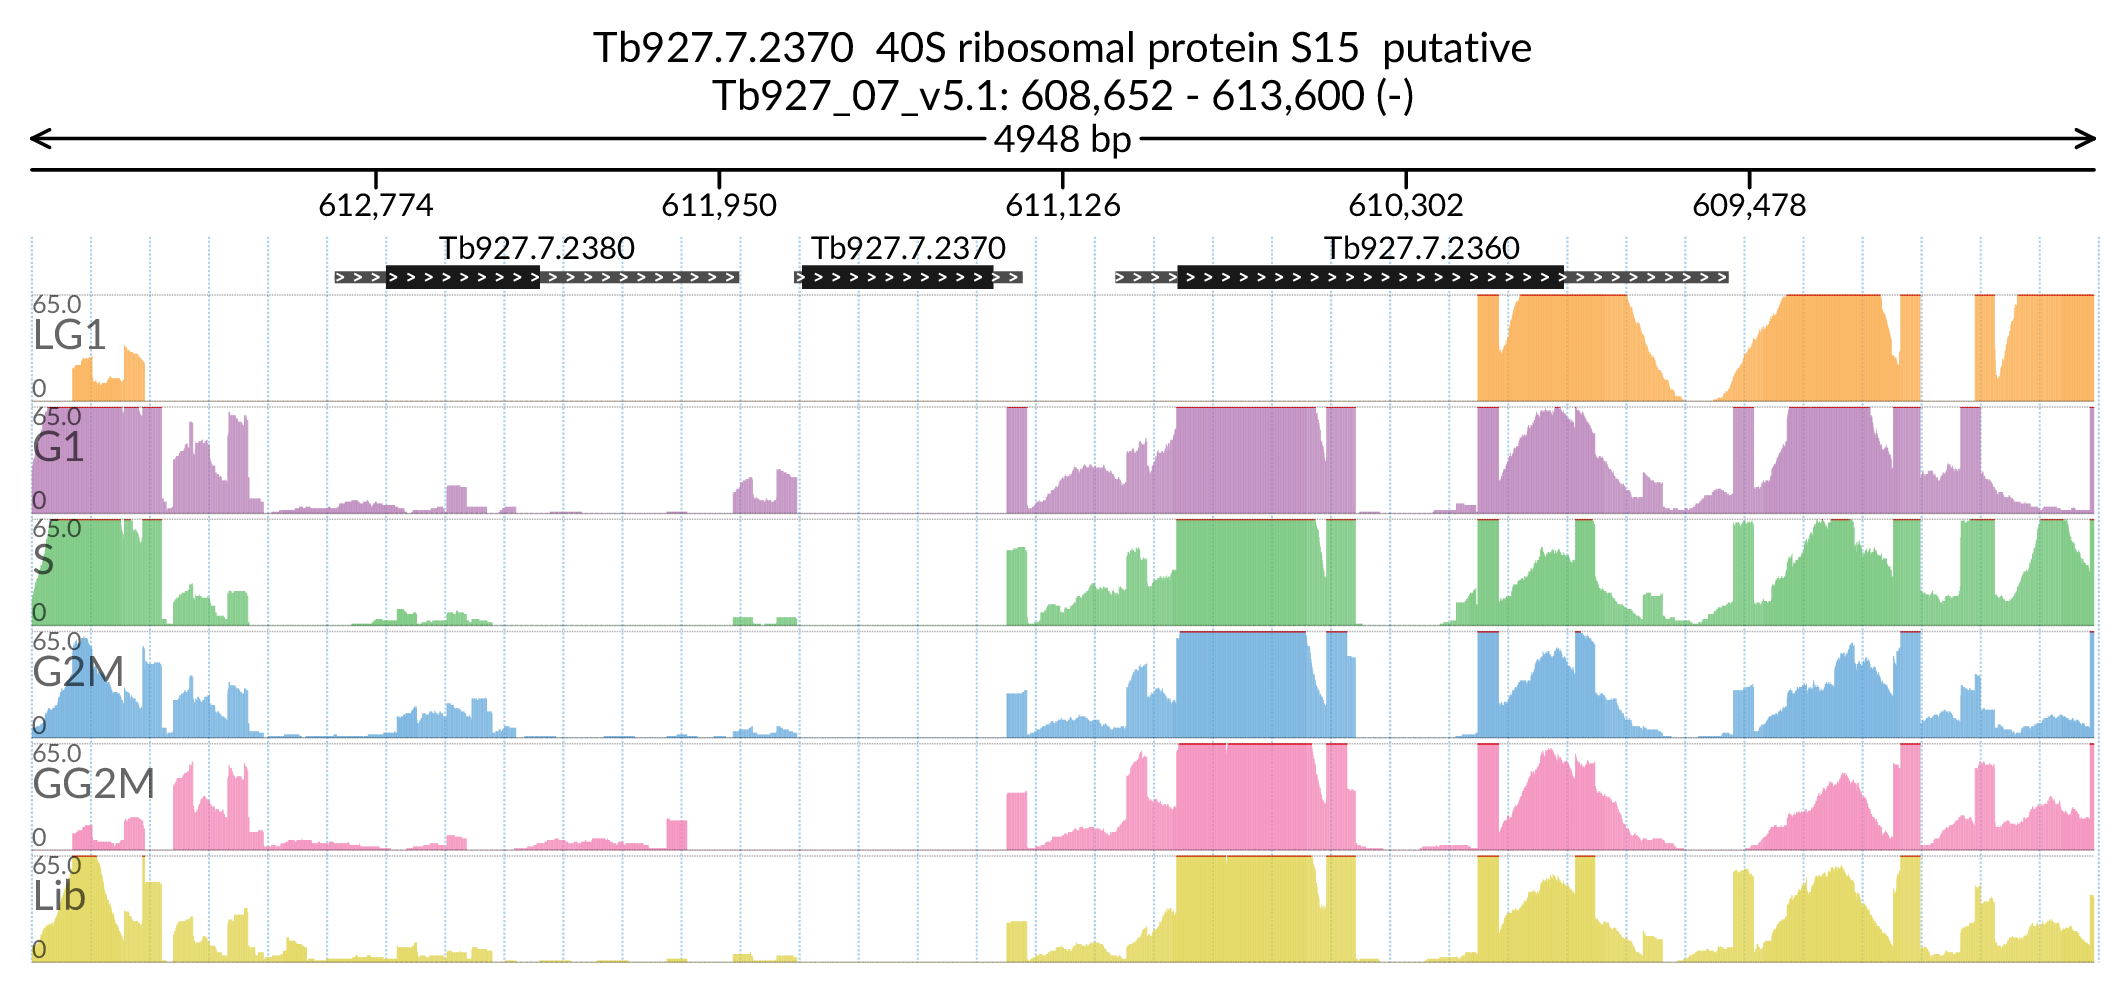 Tb927.7.2370 40S ribosomal protein S15 putative
Tb927_07_v5.1: 608,652 - 613,600 (-)
4948 bp
612,774 611,950 611,126 610,302 609,478
Tb927.7.2380 Tb927.7.2370 Tb927.7.2360
65.0
LG1
0
65.0
G1
0
65.0
S
0
65.0
G2M
0
65.0
GG2M
0
65.0
Lib
0